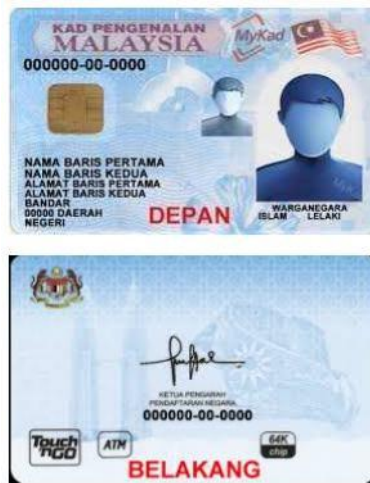 KAD PENGENALAN
MALAYSIA
MyKad
000000-00-0000
NAMA BARIS PERTAMA
NAMA BARIS KEDUA
ALAMAT BARIS PERTAMA
ALAMAT BARIS KEDUA
BANDAR
00000 DAERAH
NEGERI
DEPAN
WARGANEGARA
ISLAM LELAKI
KETUA PENGARAH
PENDAFTARAN NEGARA
000000-00-0000
Touch
'nGO
ATM
64K
chip
BELAKANG